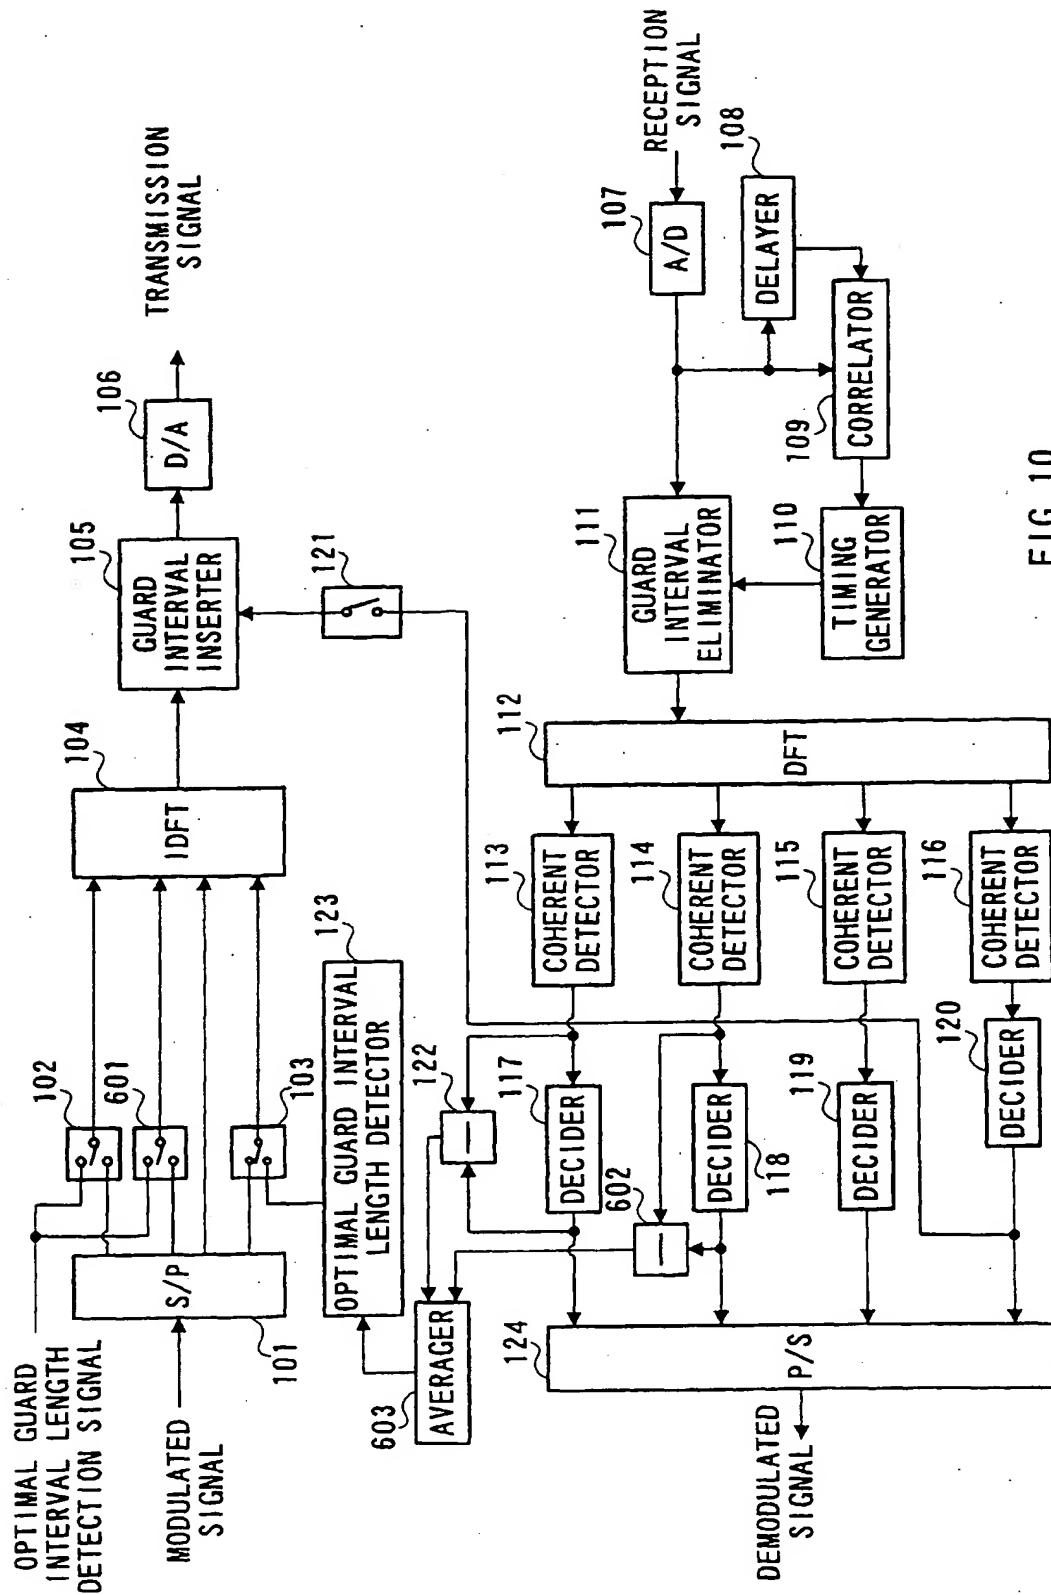 OPTIMAL GUARD
INTERVAL LENGTH
DETECTION SIGNAL
MODULATED
SIGNAL
S/P
101
102
601
103
IDFT
104
GUARD
INTERVAL
INSERTER
105
D/A
106
TRANSMISSION
SIGNAL
121
OPTIMAL GUARD INTERVAL
LENGTH DETECTOR
123
AVERAGER
603
122
602
RECEPTION
SIGNAL
A/D
107
DELAYER
108
CORRELATOR
109
TIMING
GENERATOR
110
GUARD
INTERVAL
ELIMINATOR
111
DFT
112
COHERENT
DETECTOR
113
COHERENT
DETECTOR
114
COHERENT
DETECTOR
115
COHERENT
DETECTOR
116
DECIDER
117
DECIDER
118
DECIDER
119
DECIDER
120
P/S
124
DEMODULATED
SIGNAL
FIG. 10